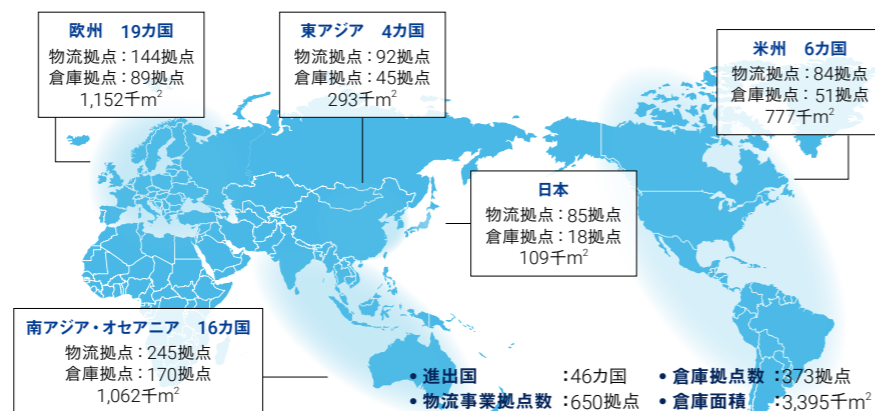 欧州 19カ国
物流拠点：144拠点
倉庫拠点：89拠点
1,152千m²
東アジア 4カ国
物流拠点：92拠点
倉庫拠点：45拠点
293千m²
米州 6カ国
物流拠点：84拠点
倉庫拠点：51拠点
777千m²
日本
物流拠点：85拠点
倉庫拠点：18拠点
109千m²
南アジア・オセアニア 16カ国
物流拠点：245拠点
倉庫拠点：170拠点
1,062千m²
• 進出国 ：46カ国
• 物流事業拠点数 ：650拠点
• 倉庫拠点数 ：373拠点
• 倉庫面積 ：3,395千m²